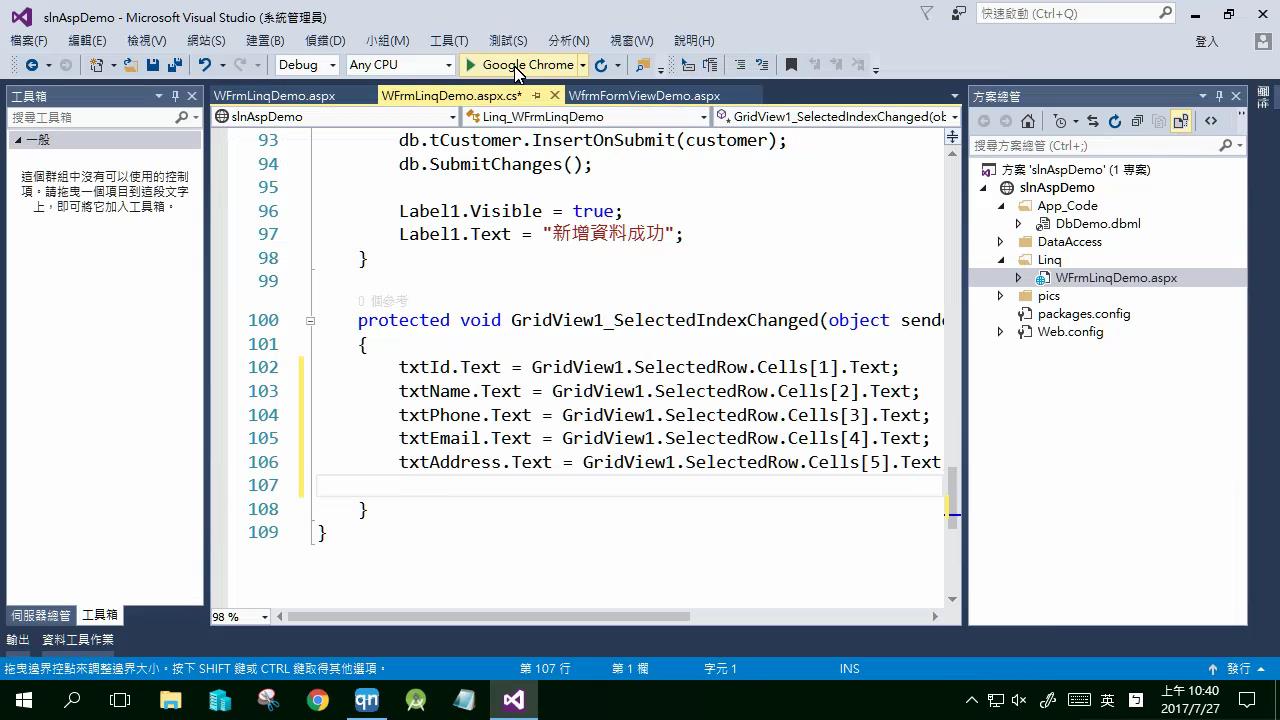 slnAspDemo - Microsoft Visual Studio (系統管理員)
快速啟動 (Ctrl+Q)
檔案(F) 編輯(E) 檢視(V) 網站(S) 建置(B) 偵錯(D) 小組(M) 工具(T) 測試(S) 分析(N) 視窗(W) 說明(H) 登入
Debug Any CPU Google Chrome
工具箱
搜尋工具箱
一般
這個群組中沒有可以使用的控制
項。請拖曳一個項目到這段文字
上，即可將它加入工具箱。
伺服器總管 工具箱
WFrmLinqDemo.aspx WFrmLinqDemo.aspx.cs* WfrmFormViewDemo.aspx
slnAspDemo Linq_WFrmLinqDemo GridView1_SelectedIndexChanged(ob
93 db.tCustomer.InsertOnSubmit(customer);
94 db.SubmitChanges();
95
96 Label1.Visible = true;
97 Label1.Text = "新增資料成功";
98 }
99
0 個參考
100 protected void GridView1_SelectedIndexChanged(object sende
101 {
102 txtId.Text = GridView1.SelectedRow.Cells[1].Text;
103 txtName.Text = GridView1.SelectedRow.Cells[2].Text;
104 txtPhone.Text = GridView1.SelectedRow.Cells[3].Text;
105 txtEmail.Text = GridView1.SelectedRow.Cells[4].Text;
106 txtAddress.Text = GridView1.SelectedRow.Cells[5].Text
107
108 }
109 }
98 %
方案總管
搜尋方案總管 (Ctrl+;)
方案 'slnAspDemo' (1 專案)
slnAspDemo
App_Code
DbDemo.dbml
DataAccess
Linq
WFrmLinqDemo.aspx
pics
packages.config
Web.config
輸出 資料工具作業
拖曳邊界控點來調整邊界大小。按下 SHIFT 鍵或 CTRL 鍵取得其他選項。 第 107 行 第 1 欄 字元 1 INS 發行
qn 英 上午 10:40
2017/7/27